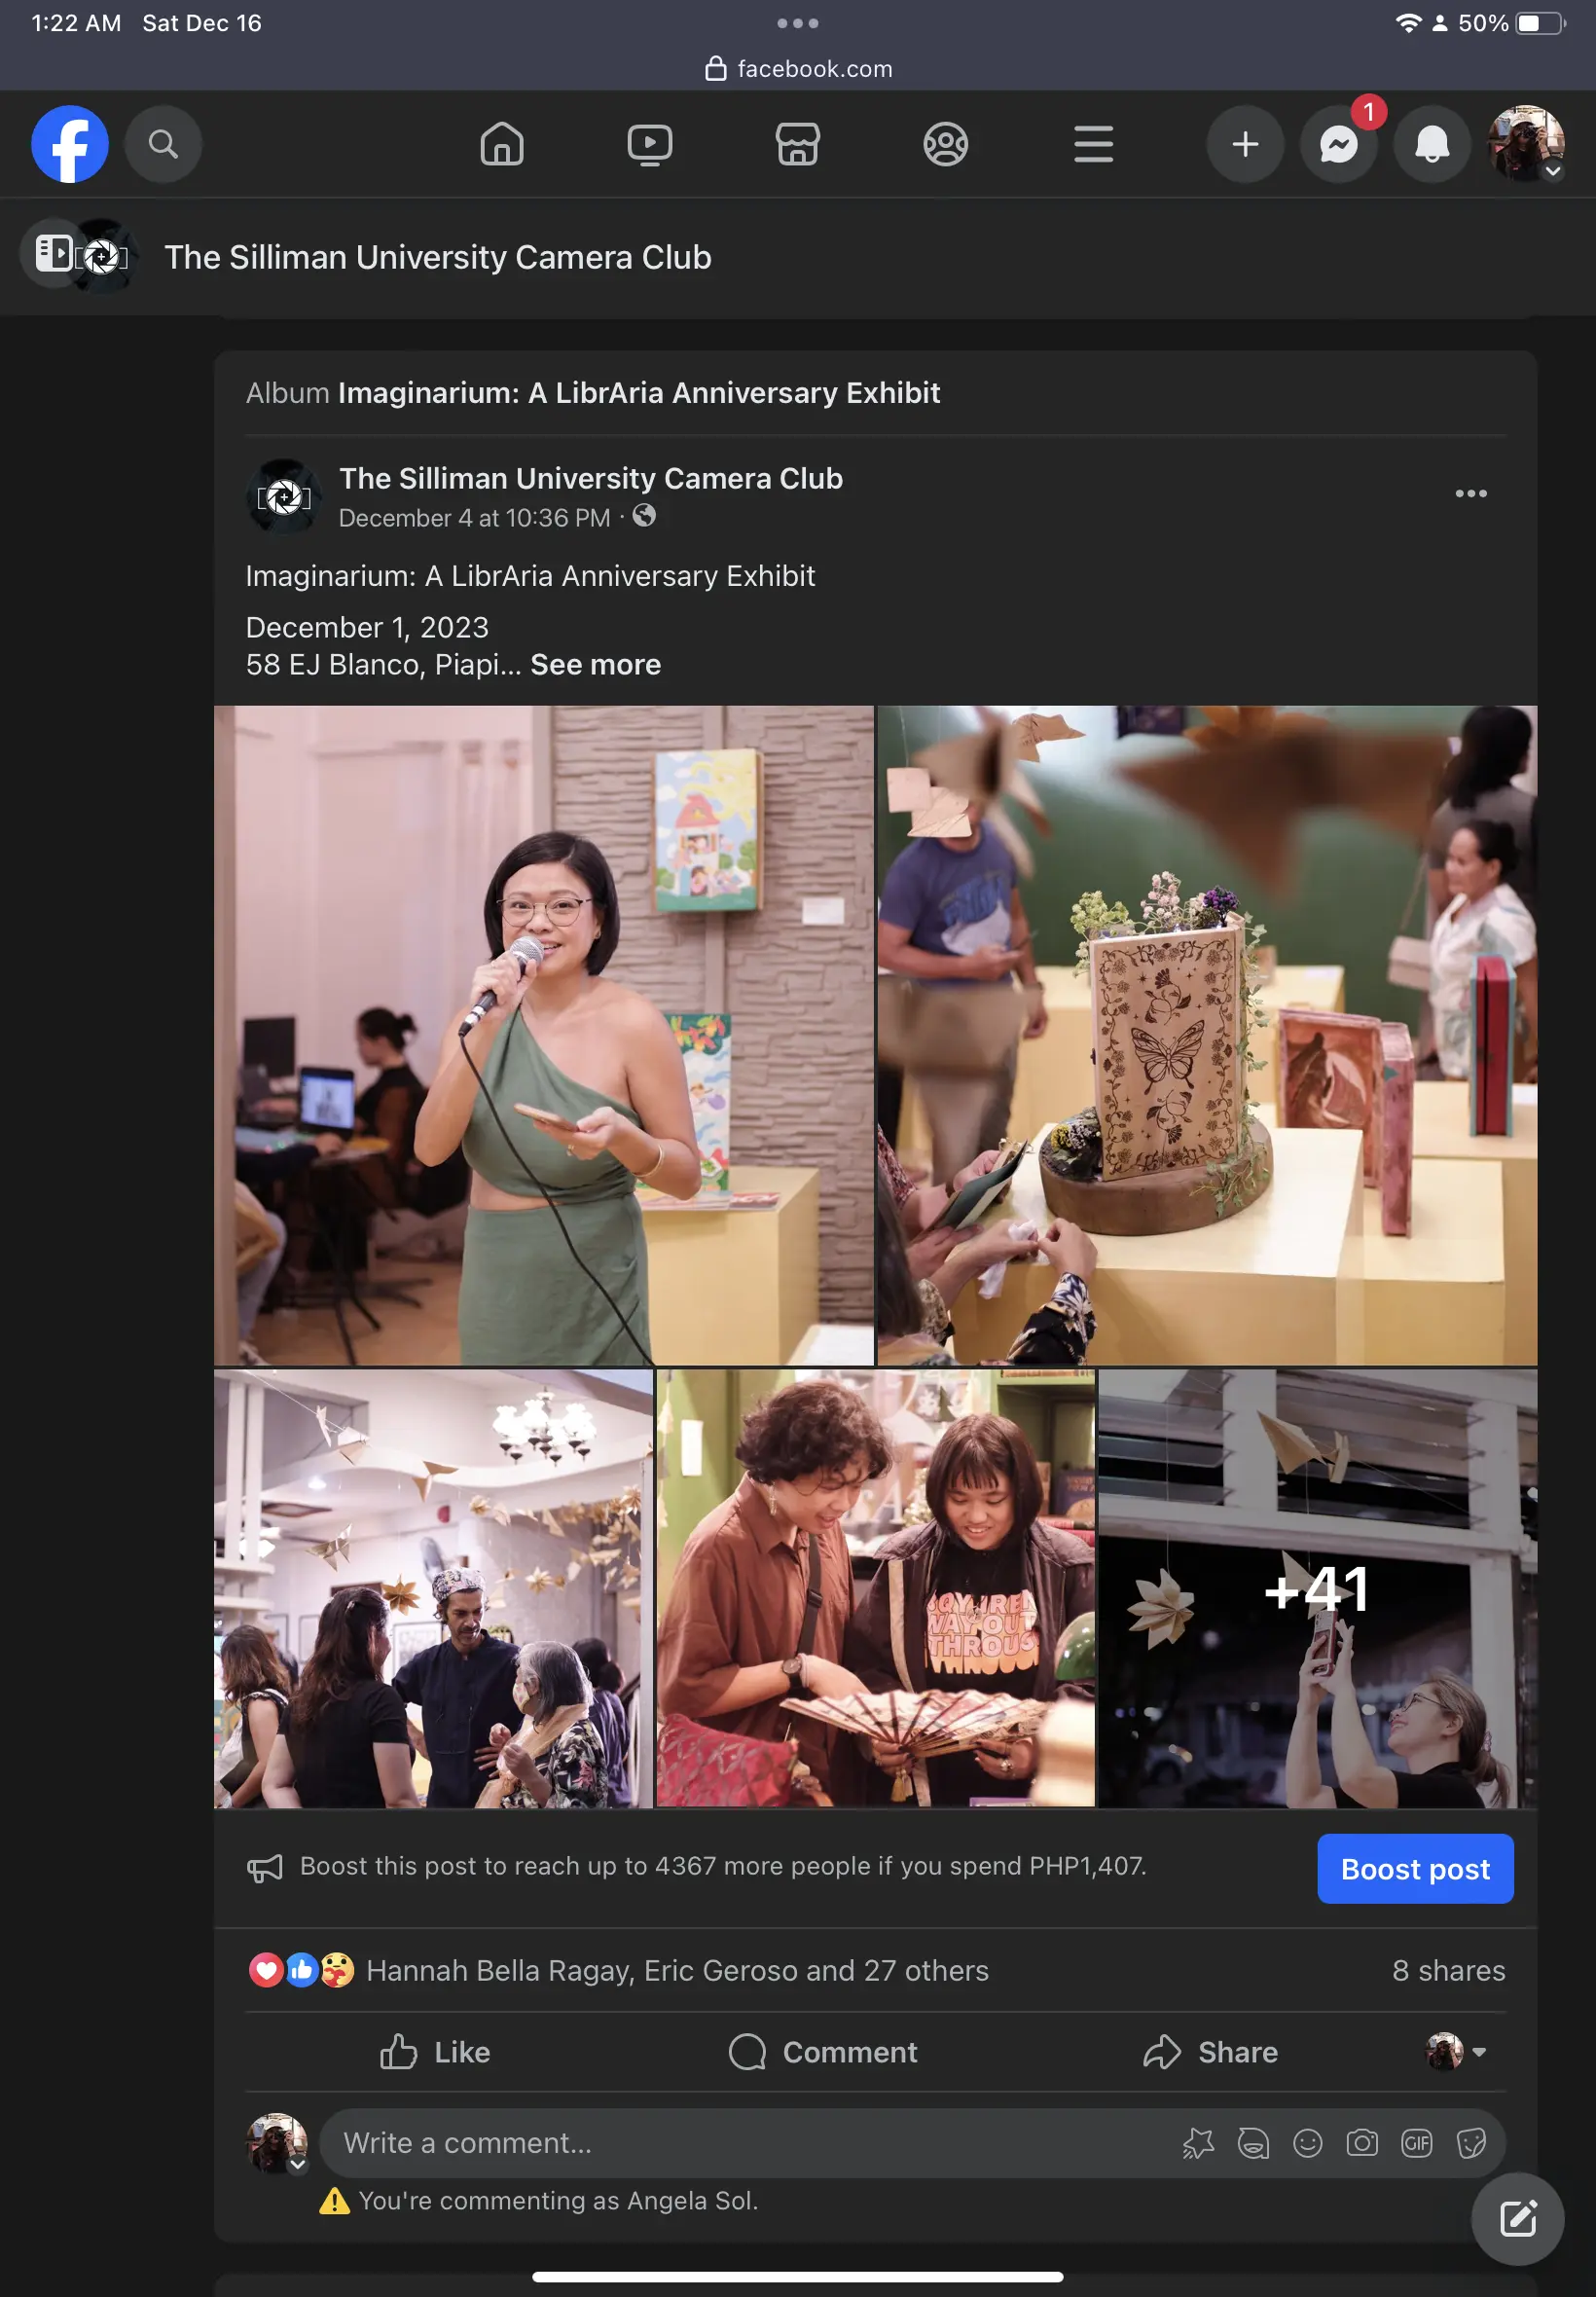 1:22 AM Sat Dec 16
50%
facebook.com
1
The Silliman University Camera Club
Album Imaginarium: A LibrAria Anniversary Exhibit
The Silliman University Camera Club
December 4 at 10:36 PM ·
Imaginarium: A LibrAria Anniversary Exhibit
December 1, 2023
58 EJ Blanco, Piapi... See more
WAY OUT
THROUG
+41
Boost this post to reach up to 4367 more people if you spend PHP1,407.
Boost post
Hannah Bella Ragay, Eric Geroso and 27 others
8 shares
Like
Comment
Share
Write a comment...
GIF
You're commenting as Angela Sol.